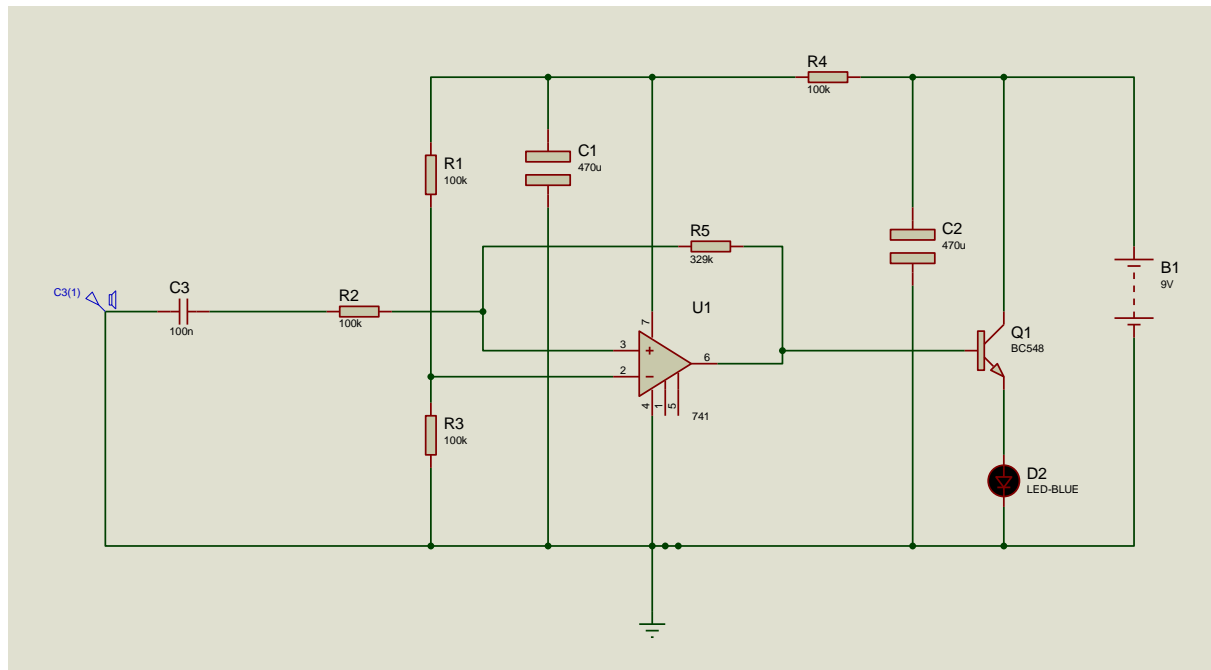 R4
100k
R1
100k
C1
470u
R5
329k
C2
470u
C3(1)
C3
100n
R2
100k
U1
B1
9V
7
3
6
2
4
1
5
741
Q1
BC548
R3
100k
D2
LED-BLUE